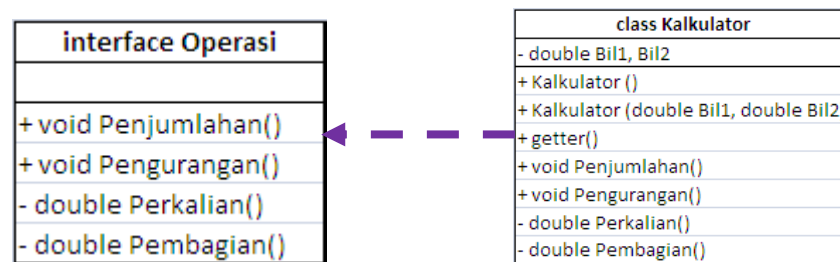 interface Operasi
+ void Penjumlahan()
+ void Pengurangan()
- double Perkalian()
- double Pembagian()
class Kalkulator
- double Bil1, Bil2
+ Kalkulator ()
+ Kalkulator (double Bil1, double Bil2
+ getter()
+ void Penjumlahan()
+ void Pengurangan()
- double Perkalian()
- double Pembagian()